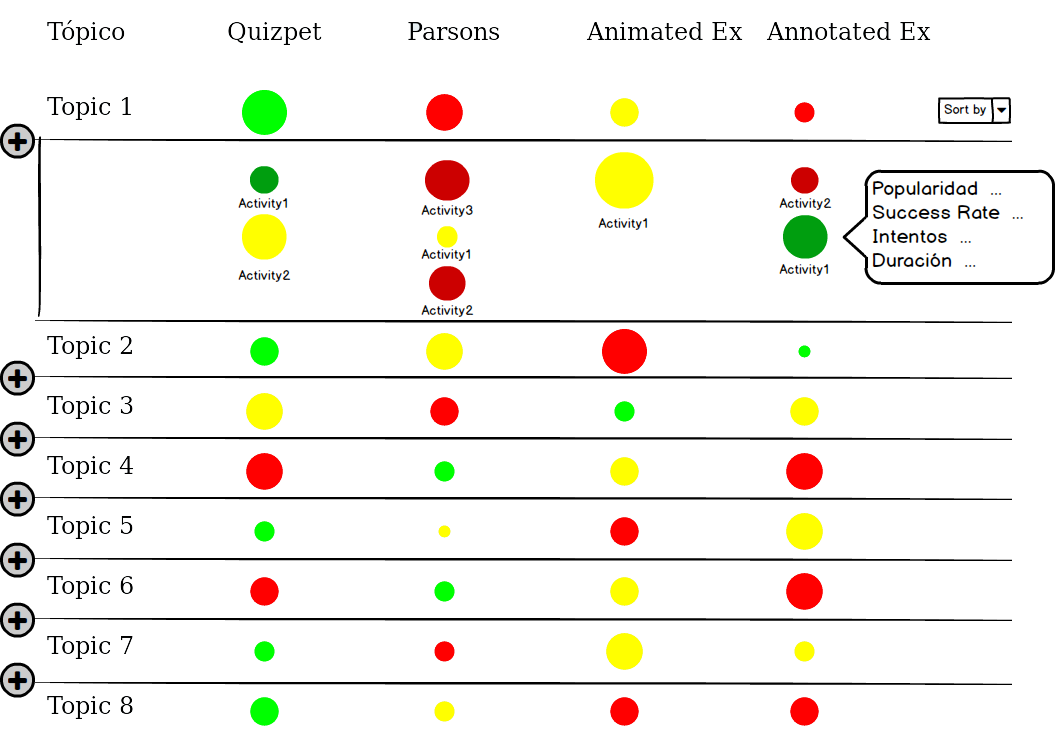 Tópico Quizpet Parsons Animated Ex Annotated Ex
Topic 1
Sort by
Activity1 Activity3 Activity1 Activity2
Activity2 Activity1 Activity1
Activity2
Popularidad ...
Success Rate ...
Intentos ...
Duración ...
Topic 2
Topic 3
Topic 4
Topic 5
Topic 6
Topic 7
Topic 8